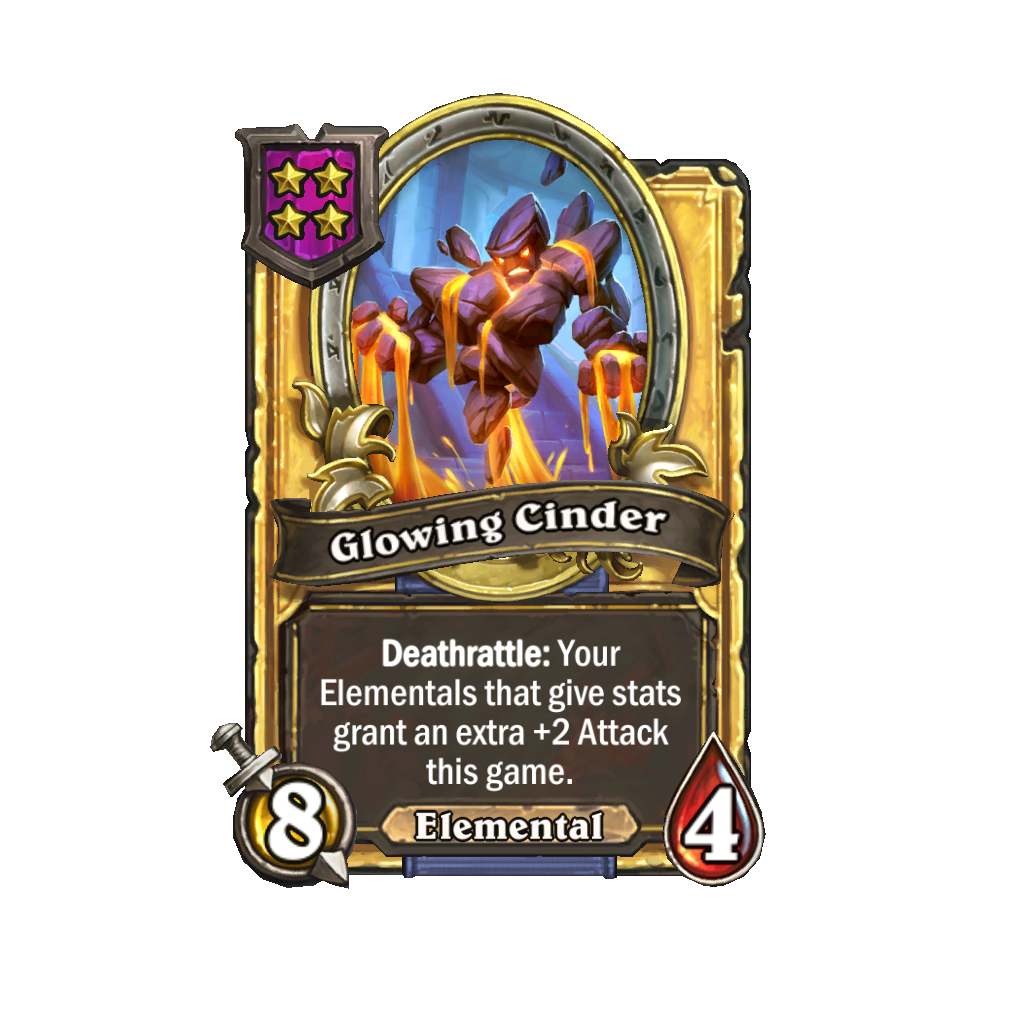 Glowing Cinder
Deathrattle: Your
Elementals that give stats
grant an extra +2 Attack
this game.
8
Elemental
4